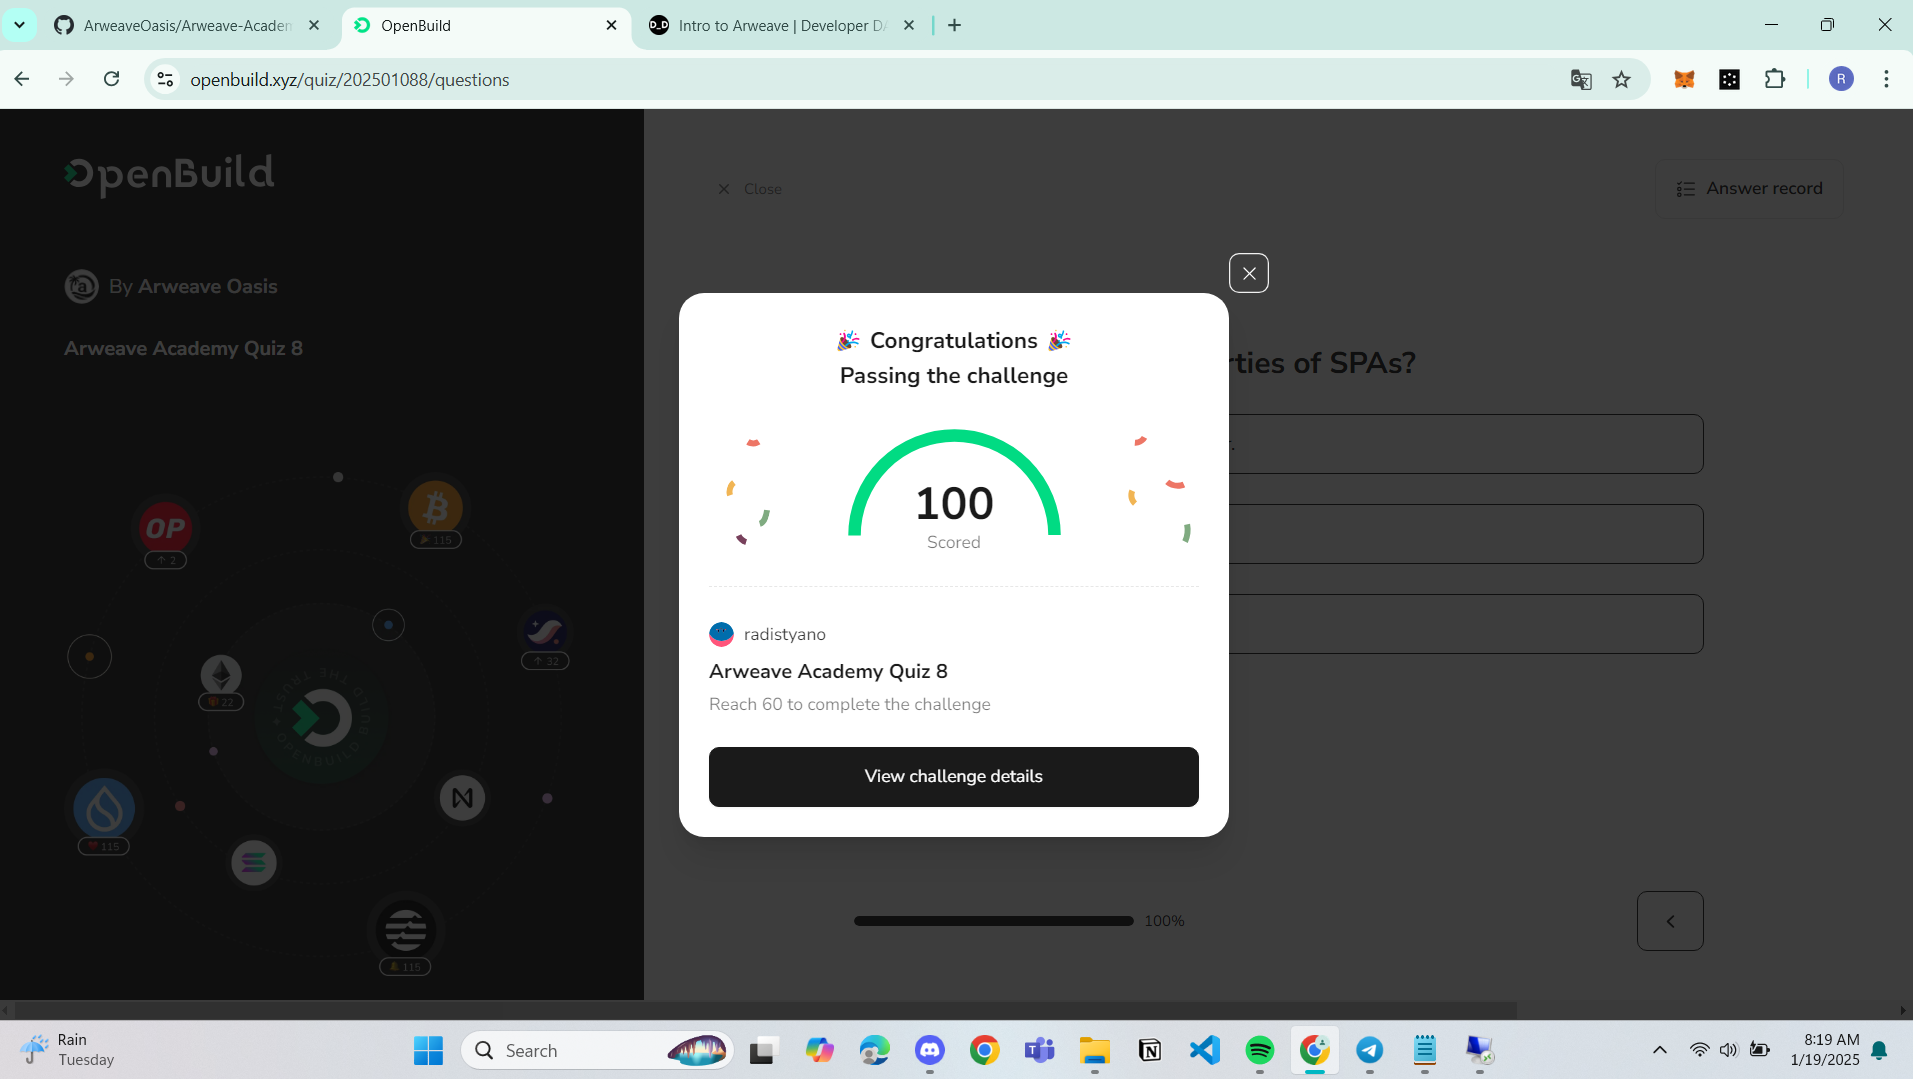 ArweaveOasis/Arweave-Academ
OpenBuild
Intro to Arweave | Developer DA
openbuild.xyz/quiz/202501088/questions
R
OpenBuild
Close
Answer record
By Arweave Oasis
Arweave Academy Quiz 8
rties of SPAs?
Congratulations
Passing the challenge
100
Scored
radistyano
Arweave Academy Quiz 8
Reach 60 to complete the challenge
View challenge details
100%
OP
2
115
32
22
115
115
Rain
Tuesday
Search
8:19 AM
1/19/2025